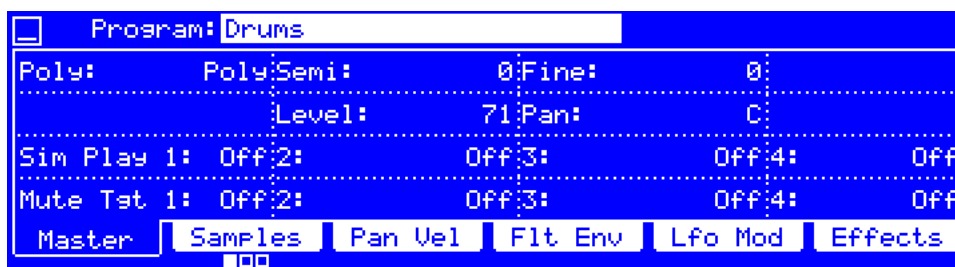 Program: Drums
Poly: Poly Semi: 0 Fine: 0
Level: 71 Pan: C
Sim Play 1: Off 2: Off 3: Off 4: Off
Mute Tgt 1: Off 2: Off 3: Off 4: Off
Master Samples Pan Vel Flt Env Lfo Mod Effects